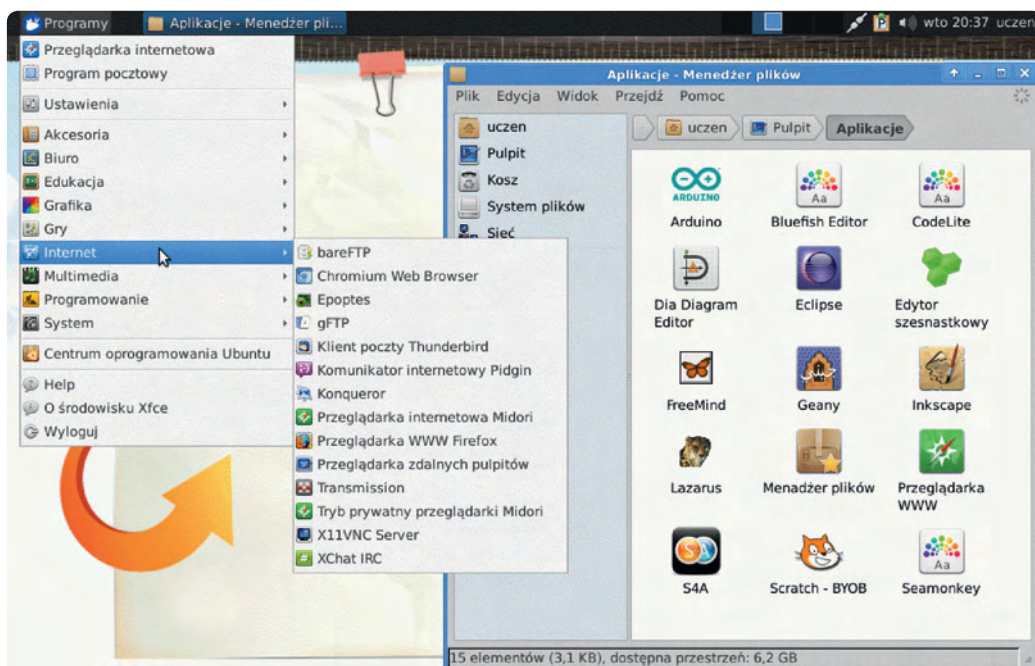 Programy
Aplikacje - Menedżer pli...
wto 20:37 uczen
Przeglądarka internetowa
Program pocztowy
Ustawienia
Akcesoria
Biuro
Edukacja
Grafika
Gry
Internet
Multimedia
Programowanie
System
Centrum oprogramowania Ubuntu
Help
O środowisku Xfce
Wyloguj
bareFTP
Chromium Web Browser
Epoptes
gFTP
Klient poczty Thunderbird
Komunikator internetowy Pidgin
Konqueror
Przeglądarka internetowa Midori
Przeglądarka WWW Firefox
Przeglądarka zdalnych pulpitów
Transmission
Tryb prywatny przeglądarki Midori
X11VNC Server
XChat IRC
Aplikacje - Menedżer plików
Plik Edycja Widok Przejdź Pomoc
uczen
Pulpit
Kosz
System plików
Sieć
uczen Pulpit Aplikacje
ARDUINO Aa Aa
Arduino Bluefish Editor CodeLite
Dia Diagram
Editor
Eclipse
Edytor
szesnastkowy
FreeMind Geany Inkscape
Lazarus Menadżer plików
Przeglądarka
WWW
SA Aa
S4A Scratch - BYOB Seamonkey
15 elementów (3,1 KB), dostępna przestrzeń: 6,2 GB